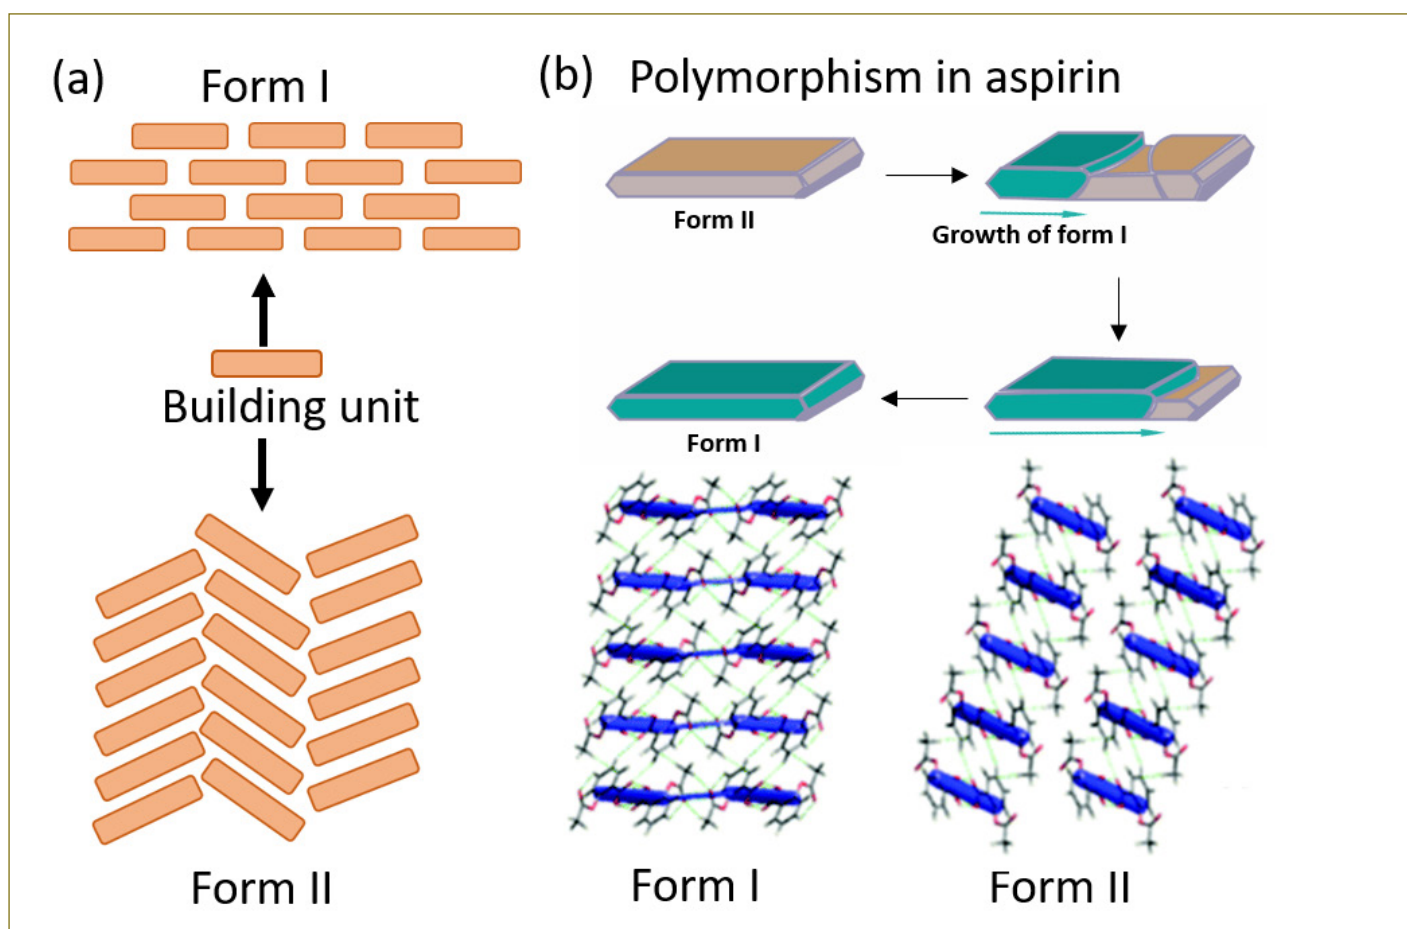 (a)
Form I
Building unit
Form II
(b) Polymorphism in aspirin
Form II
Growth of form I
Form I
Form I
Form II